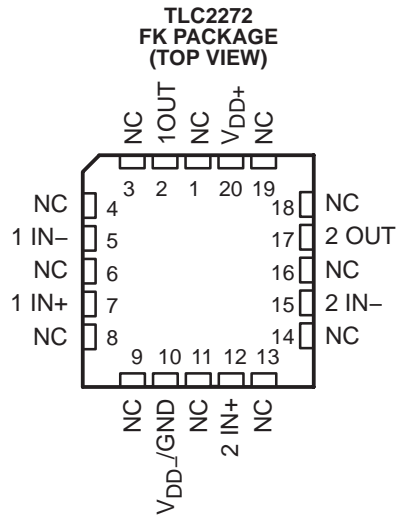 TLC2272
FK PACKAGE
(TOP VIEW)
NC
1OUT
NC
VDD+
NC
3 2 1 20 19
NC 4
1 IN− 5
NC 6
1 IN+ 7
NC 8
18 NC
17 2 OUT
16 NC
15 2 IN−
14 NC
9 10 11 12 13
NC
VDD−/GND
NC
2 IN+
NC